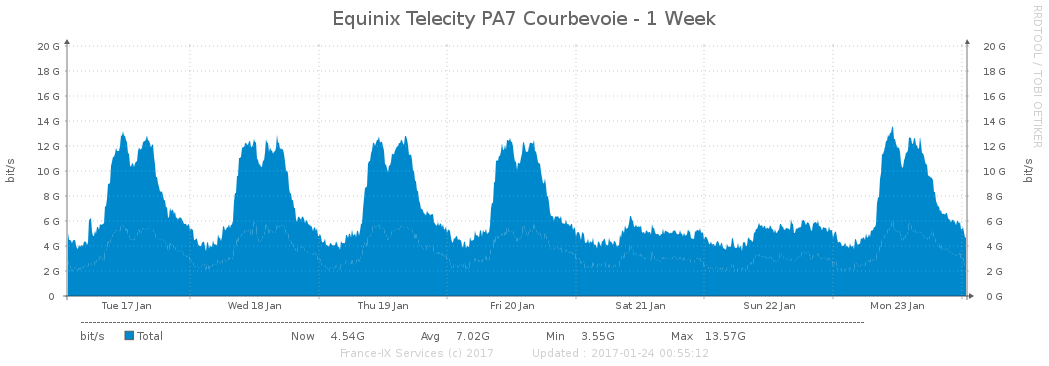 Equinix Telecity PA7 Courbevoie - 1 Week
RRDTOOL / TOBI OETIKER
bit/s
20 G
18 G
16 G
14 G
12 G
10 G
8 G
6 G
4 G
2 G
0
20 G
18 G
16 G
14 G
12 G
10 G
8 G
6 G
4 G
2 G
0 G
bit/s
Tue 17 Jan Wed 18 Jan Thu 19 Jan Fri 20 Jan Sat 21 Jan Sun 22 Jan Mon 23 Jan
bit/s Total Now 4.54G Avg 7.02G Min 3.55G Max 13.57G
France-IX Services (c) 2017 Updated : 2017-01-24 00:55:12